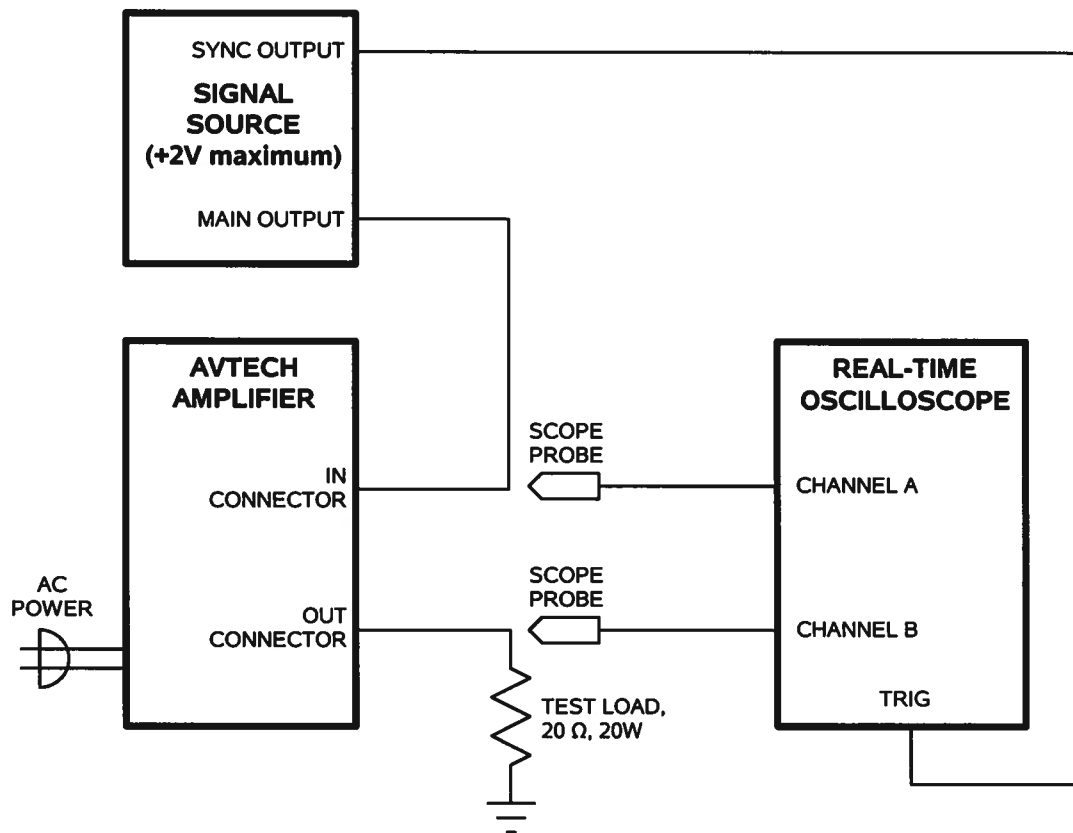 SYNC OUTPUT
SIGNAL
SOURCE
(+2V maximum)
MAIN OUTPUT
AVTECH
AMPLIFIER
IN
CONNECTOR
OUT
CONNECTOR
AC
POWER
SCOPE
PROBE
SCOPE
PROBE
TEST LOAD,
20 Ω, 20W
REAL-TIME
OSCILLOSCOPE
CHANNEL A
CHANNEL B
TRIG